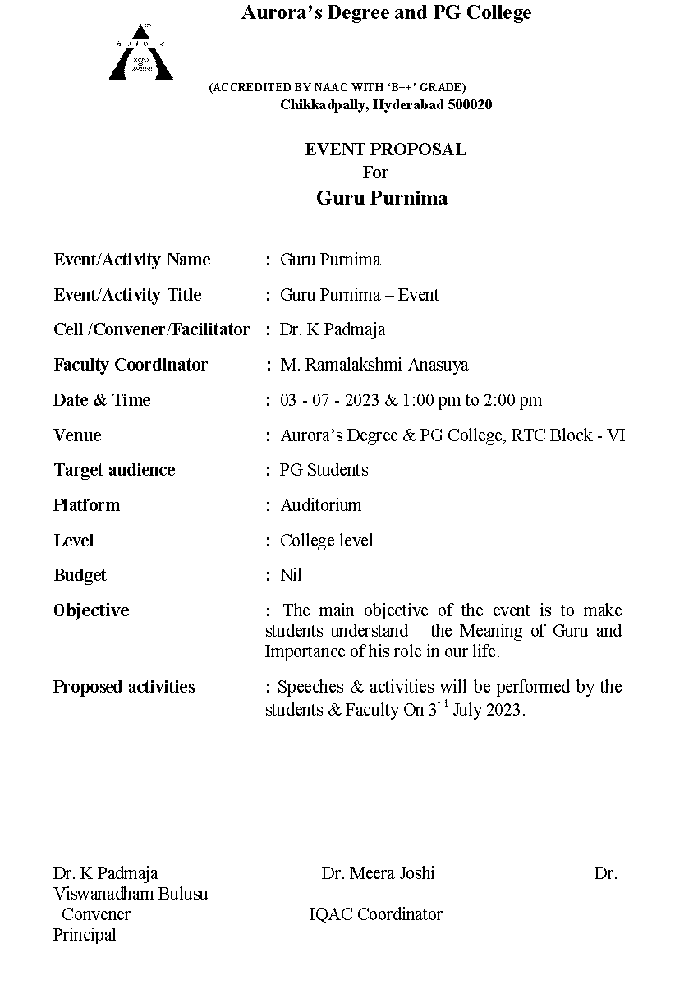 Aurora's Degree and PG College
(ACCREDITED BY NAAC WITH 'B++' GRADE)
Chikkadpally, Hyderabad 500020
EVENT PROPOSAL
For
Guru Purnima
Event/Activity Name : Guru Purnima
Event/Activity Title : Guru Purnima – Event
Cell /Convener/Facilitator : Dr. K Padmaja
Faculty Coordinator : M. Ramalakshmi Anasuya
Date & Time : 03 - 07 - 2023 & 1:00 pm to 2:00 pm
Venue : Aurora's Degree & PG College, RTC Block - VI
Target audience : PG Students
Platform : Auditorium
Level : College level
Budget : Nil
Objective : The main objective of the event is to make
students understand the Meaning of Guru and
Importance of his role in our life.
Proposed activities : Speeches & activities will be performed by the
students & Faculty On 3rd July 2023.
Dr. K Padmaja Dr. Meera Joshi Dr.
Viswanadham Bulusu
Convener IQAC Coordinator
Principal